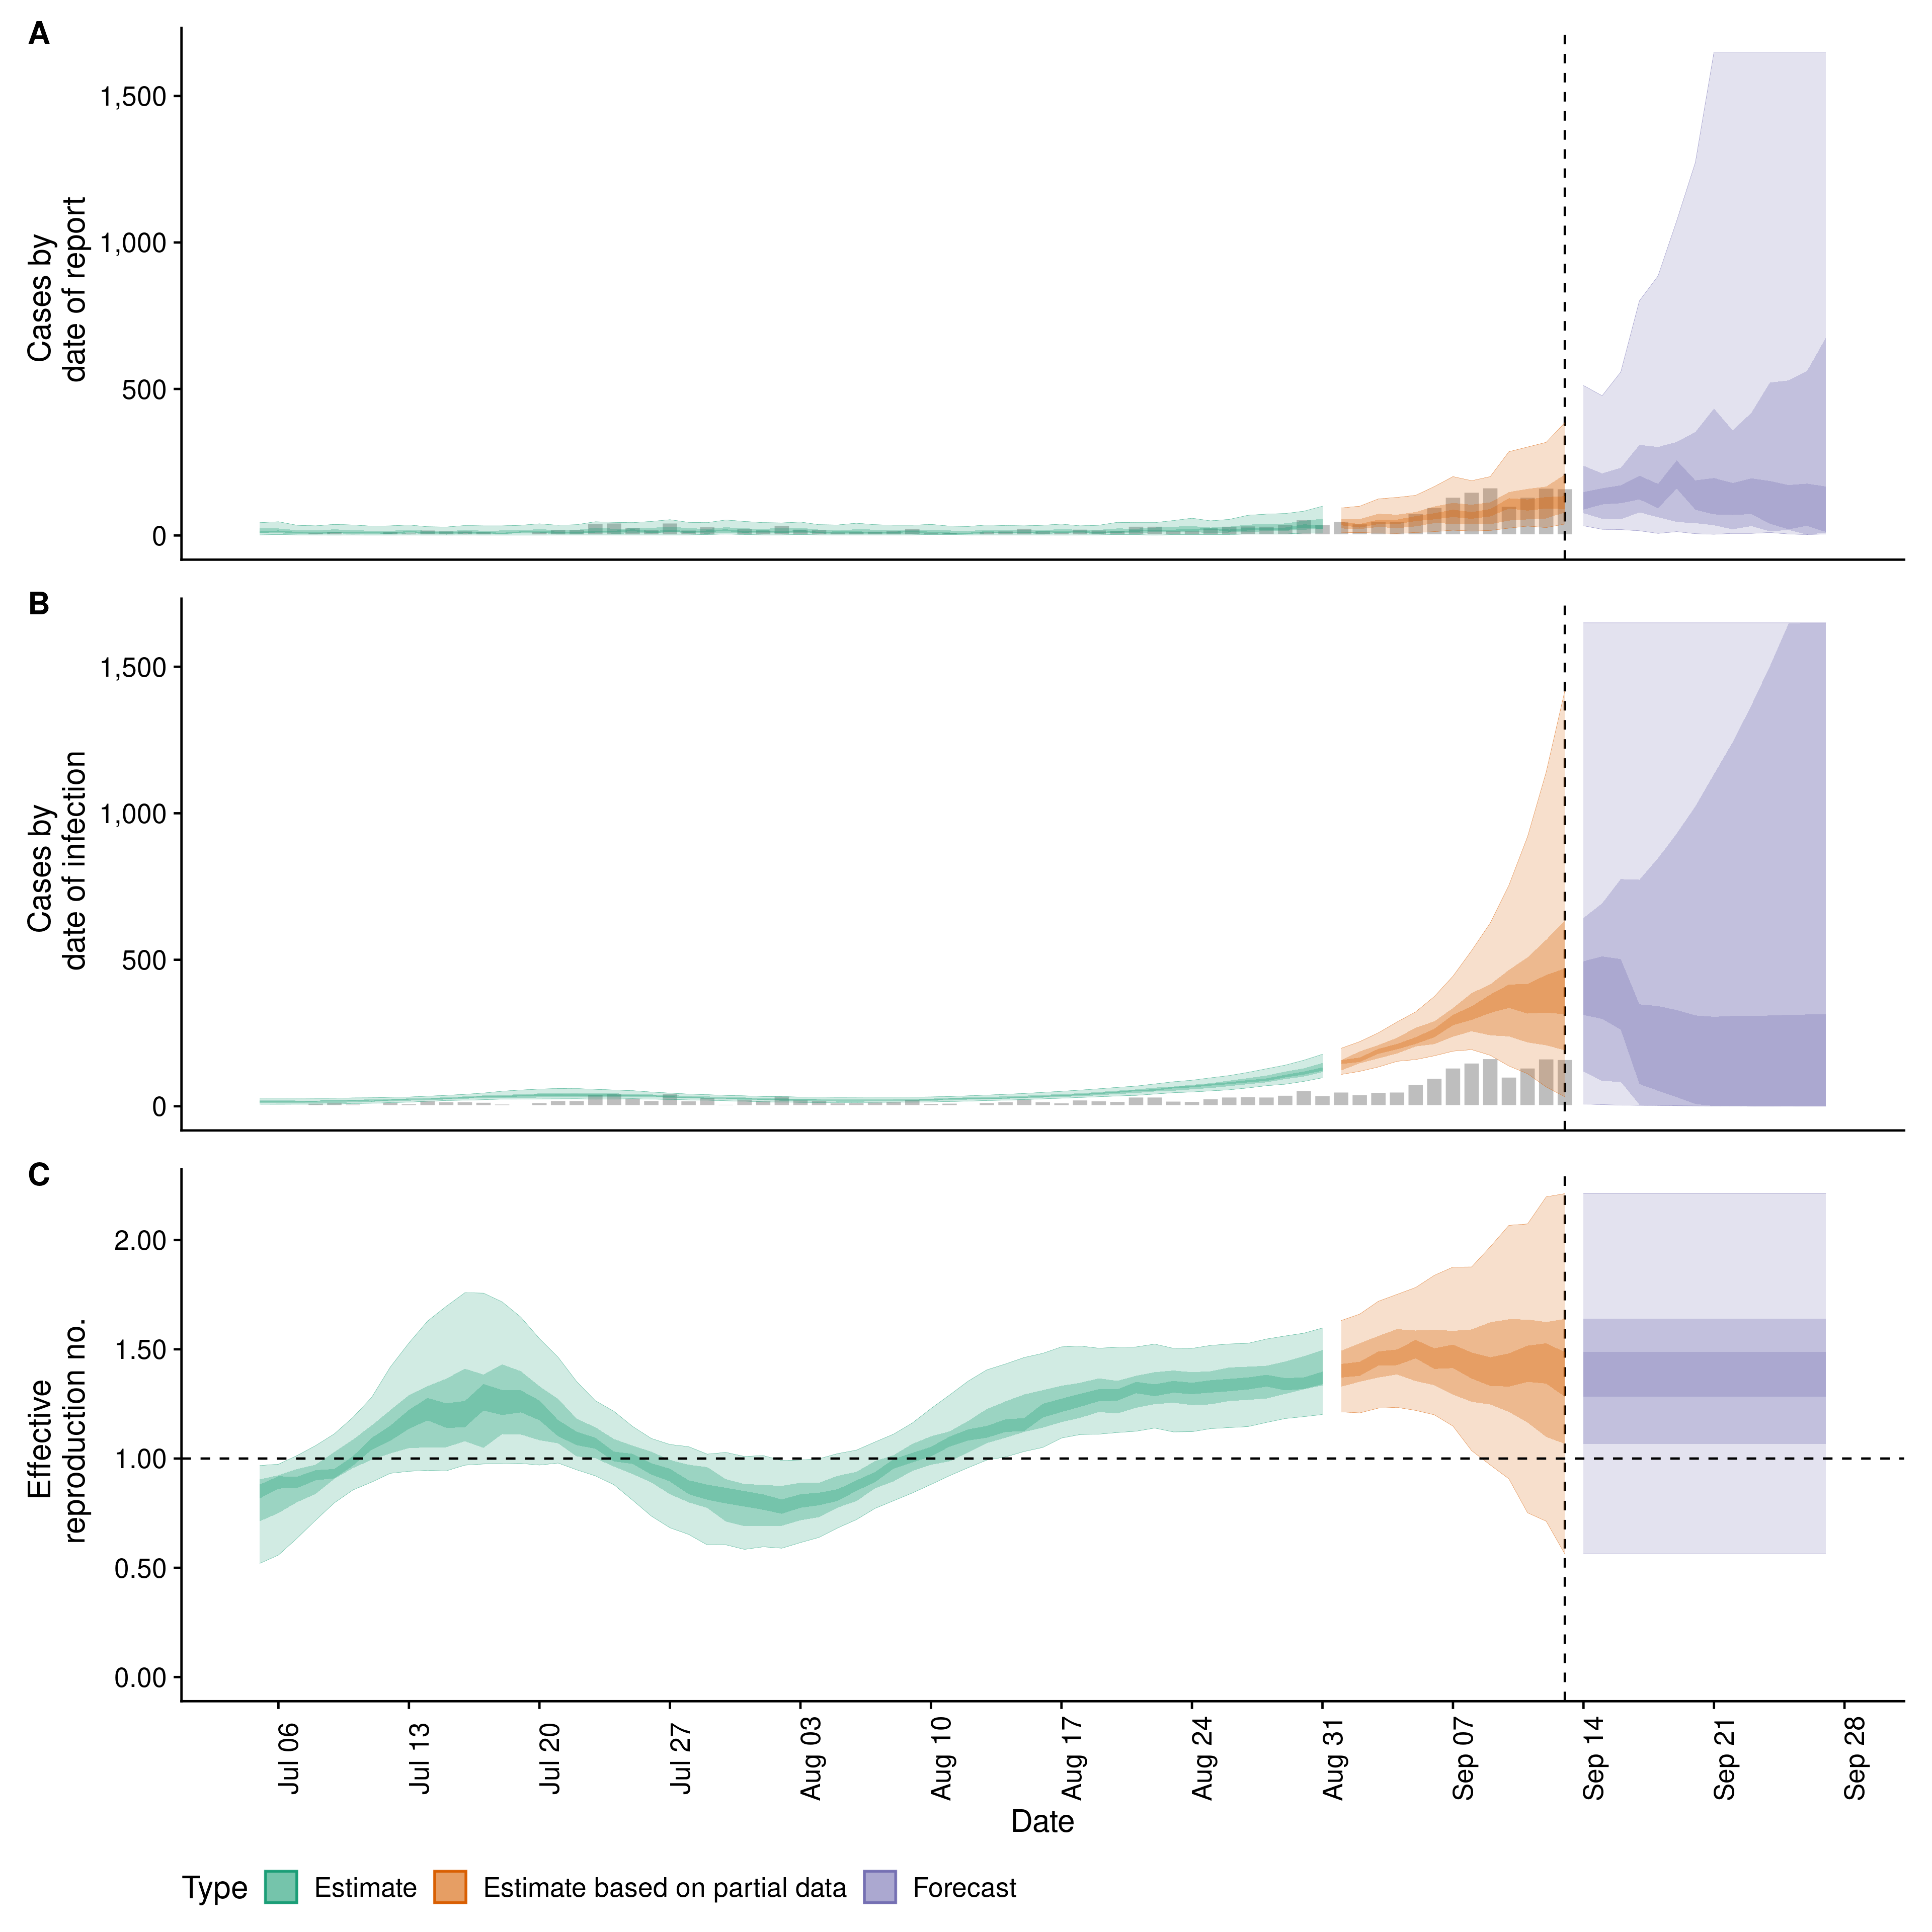 A
Cases by
date of report
1,500
1,000
500
0
B
Cases by
date of infection
1,500
1,000
500
0
C
Effective
reproduction no.
2.00
1.50
1.00
0.50
0.00
Jul 06
Jul 13
Jul 20
Jul 27
Aug 03
Aug 10
Aug 17
Aug 24
Aug 31
Sep 07
Sep 14
Sep 21
Sep 28
Date
Type Estimate Estimate based on partial data Forecast